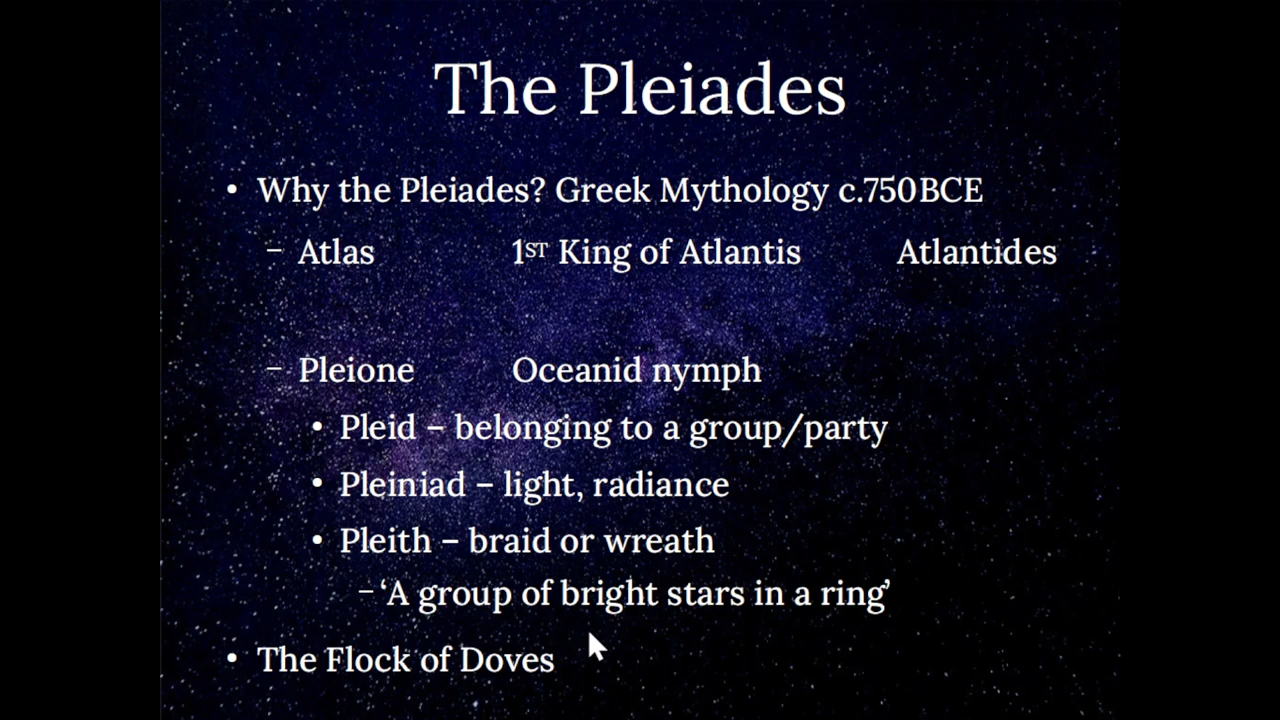 The Pleiades
• Why the Pleiades? Greek Mythology c.750BCE
– Atlas 1ST King of Atlantis Atlantides
– Pleione Oceanid nymph
• Pleid – belonging to a group/party
• Pleiniad – light, radiance
• Pleith – braid or wreath
–‘A group of bright stars in a ring’
• The Flock of Doves